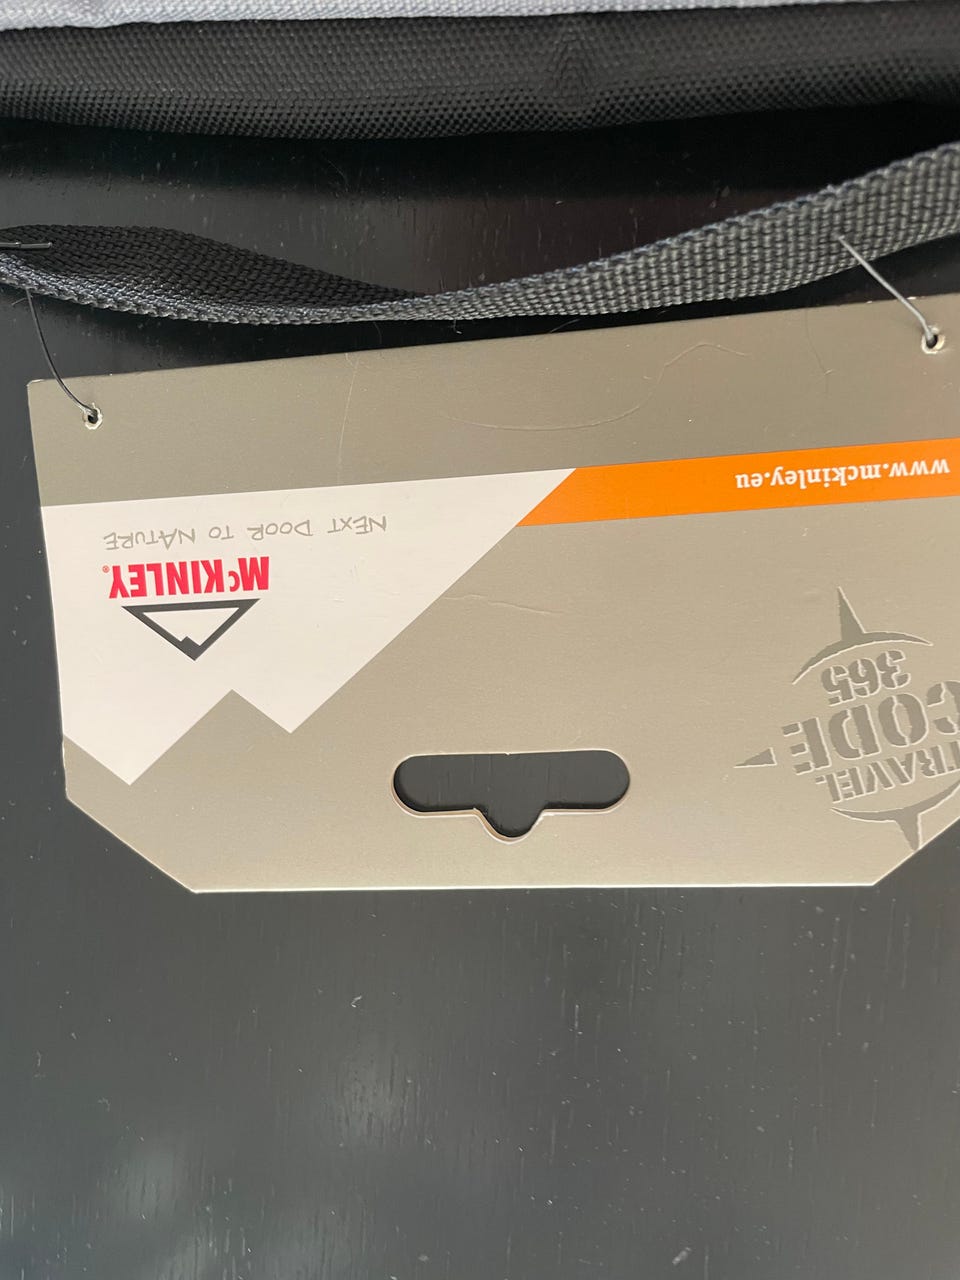 TRAVEL
CODE
365
McKINLEY®
NEXT DOOR TO NATURE
www.mckinley.eu